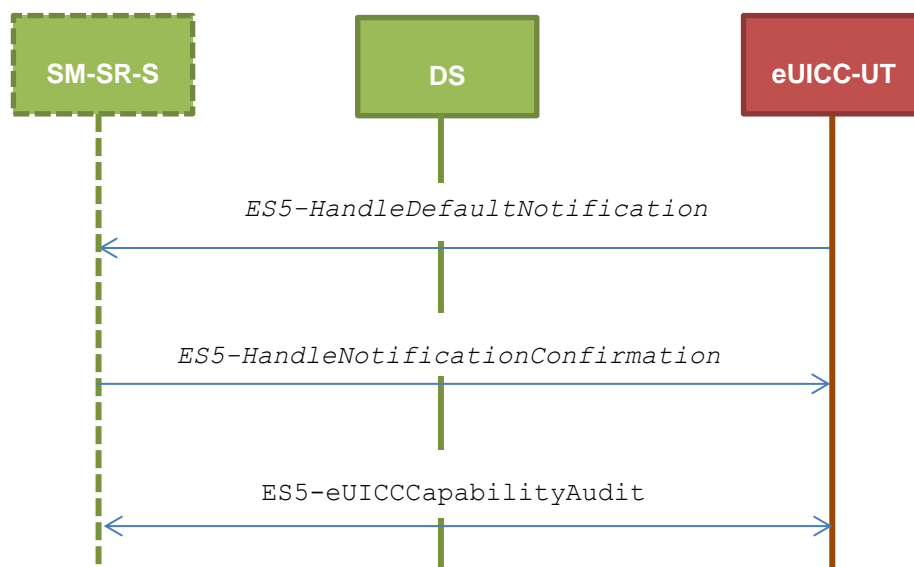 SM-SR-S
DS
eUICC-UT
ES5-HandleDefaultNotification
ES5-HandleNotificationConfirmation
ES5-eUICCCapabilityAudit